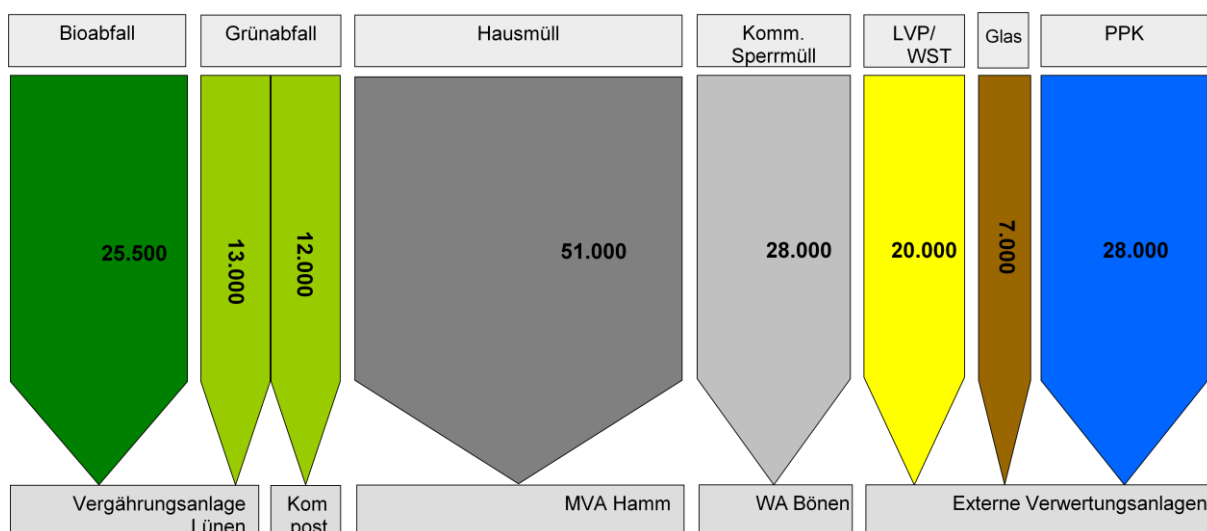 Bioabfall
Grünabfall
Hausmüll
Komm.
Sperrmüll
LVP/
WST
Glas
PPK
25.500
13.000
12.000
51.000
28.000
20.000
7.000
28.000
Vergährungsanlage
Lünen
Kom
post
MVA Hamm
WA Bönen
Externe Verwertungsanlagen